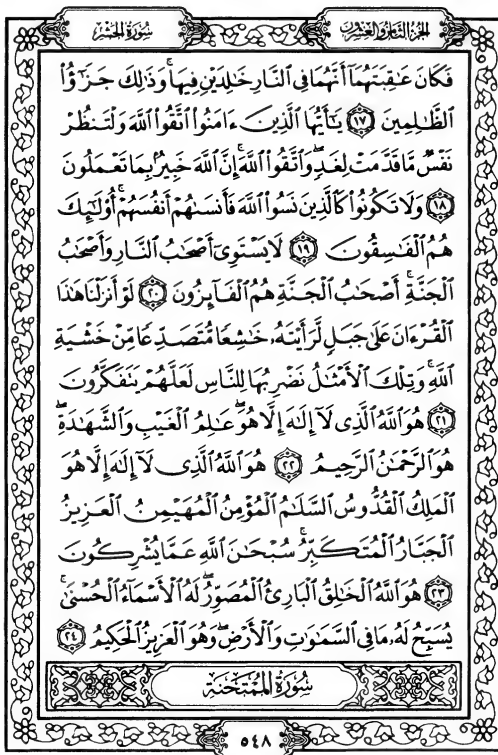 الجزء الثامن والعشرون
سورة الحشر
فَكَانَ عَٰقِبَتَهُمَآ أَنَّهُمَا فِى ٱلنَّارِ خَٰلِدَيْنِ فِيهَا ۚ وَذَٰلِكَ جَزَٰٓؤُا۟
ٱلظَّٰلِمِينَ ﴿١٧﴾ يَٰٓأَيُّهَا ٱلَّذِينَ ءَامَنُوا۟ ٱتَّقُوا۟ ٱللَّهَ وَلْتَنظُرْ
نَفْسٌ مَّا قَدَّمَتْ لِغَدٍ ۖ وَٱتَّقُوا۟ ٱللَّهَ ۚ إِنَّ ٱللَّهَ خَبِيرٌۢ بِمَا تَعْمَلُونَ
﴿١٨﴾ وَلَا تَكُونُوا۟ كَٱلَّذِينَ نَسُوا۟ ٱللَّهَ فَأَنسَىٰهُمْ أَنفُسَهُمْ ۚ أُو۟لَٰٓئِكَ
هُمُ ٱلْفَٰسِقُونَ ﴿١٩﴾ لَا يَسْتَوِىٓ أَصْحَٰبُ ٱلنَّارِ وَأَصْحَٰبُ
ٱلْجَنَّةِ ۚ أَصْحَٰبُ ٱلْجَنَّةِ هُمُ ٱلْفَآئِزُونَ ﴿٢٠﴾ لَوْ أَنزَلْنَا هَٰذَا
ٱلْقُرْءَانَ عَلَىٰ جَبَلٍ لَّرَأَيْتَهُۥ خَٰشِعًا مُّتَصَدِّعًا مِّنْ خَشْيَةِ
ٱللَّهِ ۚ وَتِلْكَ ٱلْأَمْثَٰلُ نَضْرِبُهَا لِلنَّاسِ لَعَلَّهُمْ يَتَفَكَّرُونَ
﴿٢١﴾ هُوَ ٱللَّهُ ٱلَّذِى لَآ إِلَٰهَ إِلَّا هُوَ ۖ عَٰلِمُ ٱلْغَيْبِ وَٱلشَّهَٰدَةِ ۖ
هُوَ ٱلرَّحْمَٰنُ ٱلرَّحِيمُ ﴿٢٢﴾ هُوَ ٱللَّهُ ٱلَّذِى لَآ إِلَٰهَ إِلَّا هُوَ
ٱلْمَلِكُ ٱلْقُدُّوسُ ٱلسَّلَٰمُ ٱلْمُؤْمِنُ ٱلْمُهَيْمِنُ ٱلْعَزِيزُ
ٱلْجَبَّارُ ٱلْمُتَكَبِّرُ ۚ سُبْحَٰنَ ٱللَّهِ عَمَّا يُشْرِكُونَ
﴿٢٣﴾ هُوَ ٱللَّهُ ٱلْخَٰلِقُ ٱلْبَارِئُ ٱلْمُصَوِّرُ ۖ لَهُ ٱلْأَسْمَآءُ ٱلْحُسْنَىٰ ۚ
يُسَبِّحُ لَهُۥ مَا فِى ٱلسَّمَٰوَٰتِ وَٱلْأَرْضِ ۖ وَهُوَ ٱلْعَزِيزُ ٱلْحَكِيمُ ﴿٢٤﴾
سورة الممتحنة
٥٤٨